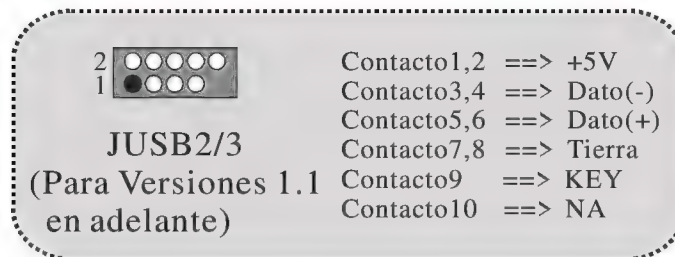 2
1
JUSB2/3
(Para Versiones 1.1
en adelante)
Contacto1,2 ==> +5V
Contacto3,4 ==> Dato(-)
Contacto5,6 ==> Dato(+)
Contacto7,8 ==> Tierra
Contacto9 ==> KEY
Contacto10 ==> NA